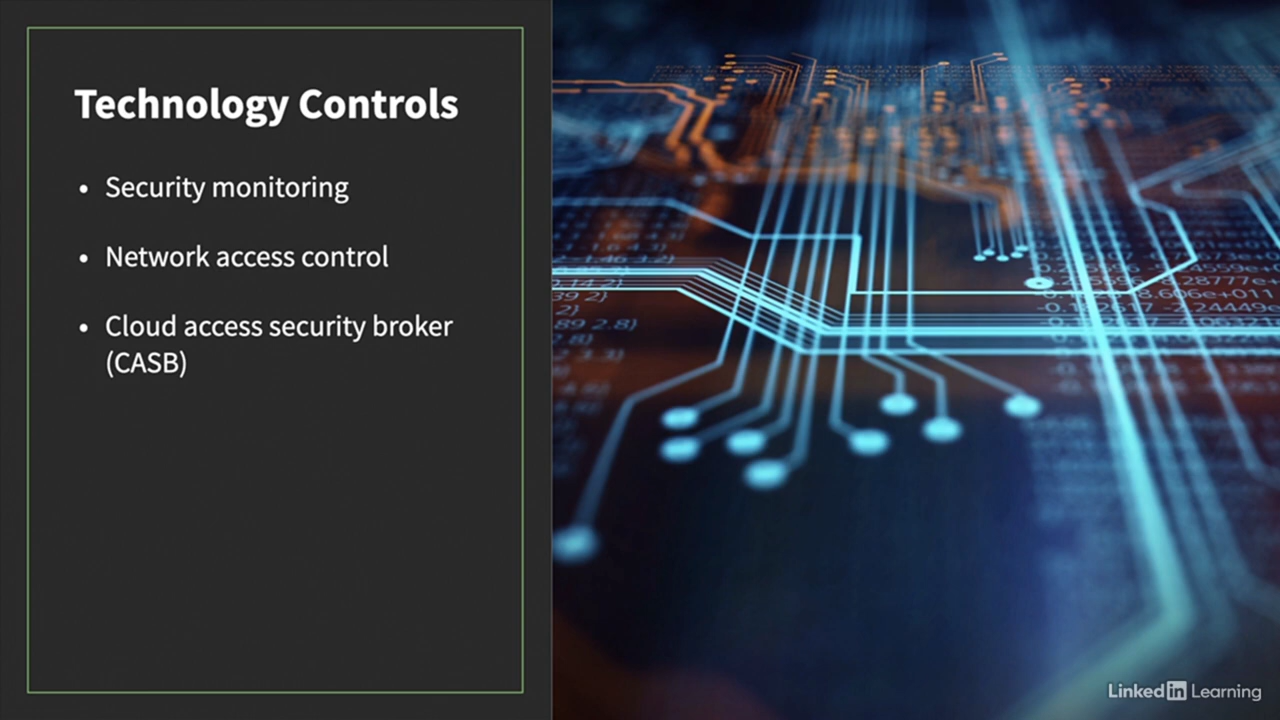 Technology Controls
• Security monitoring
• Network access control
• Cloud access security broker
(CASB)
LinkedIn Learning